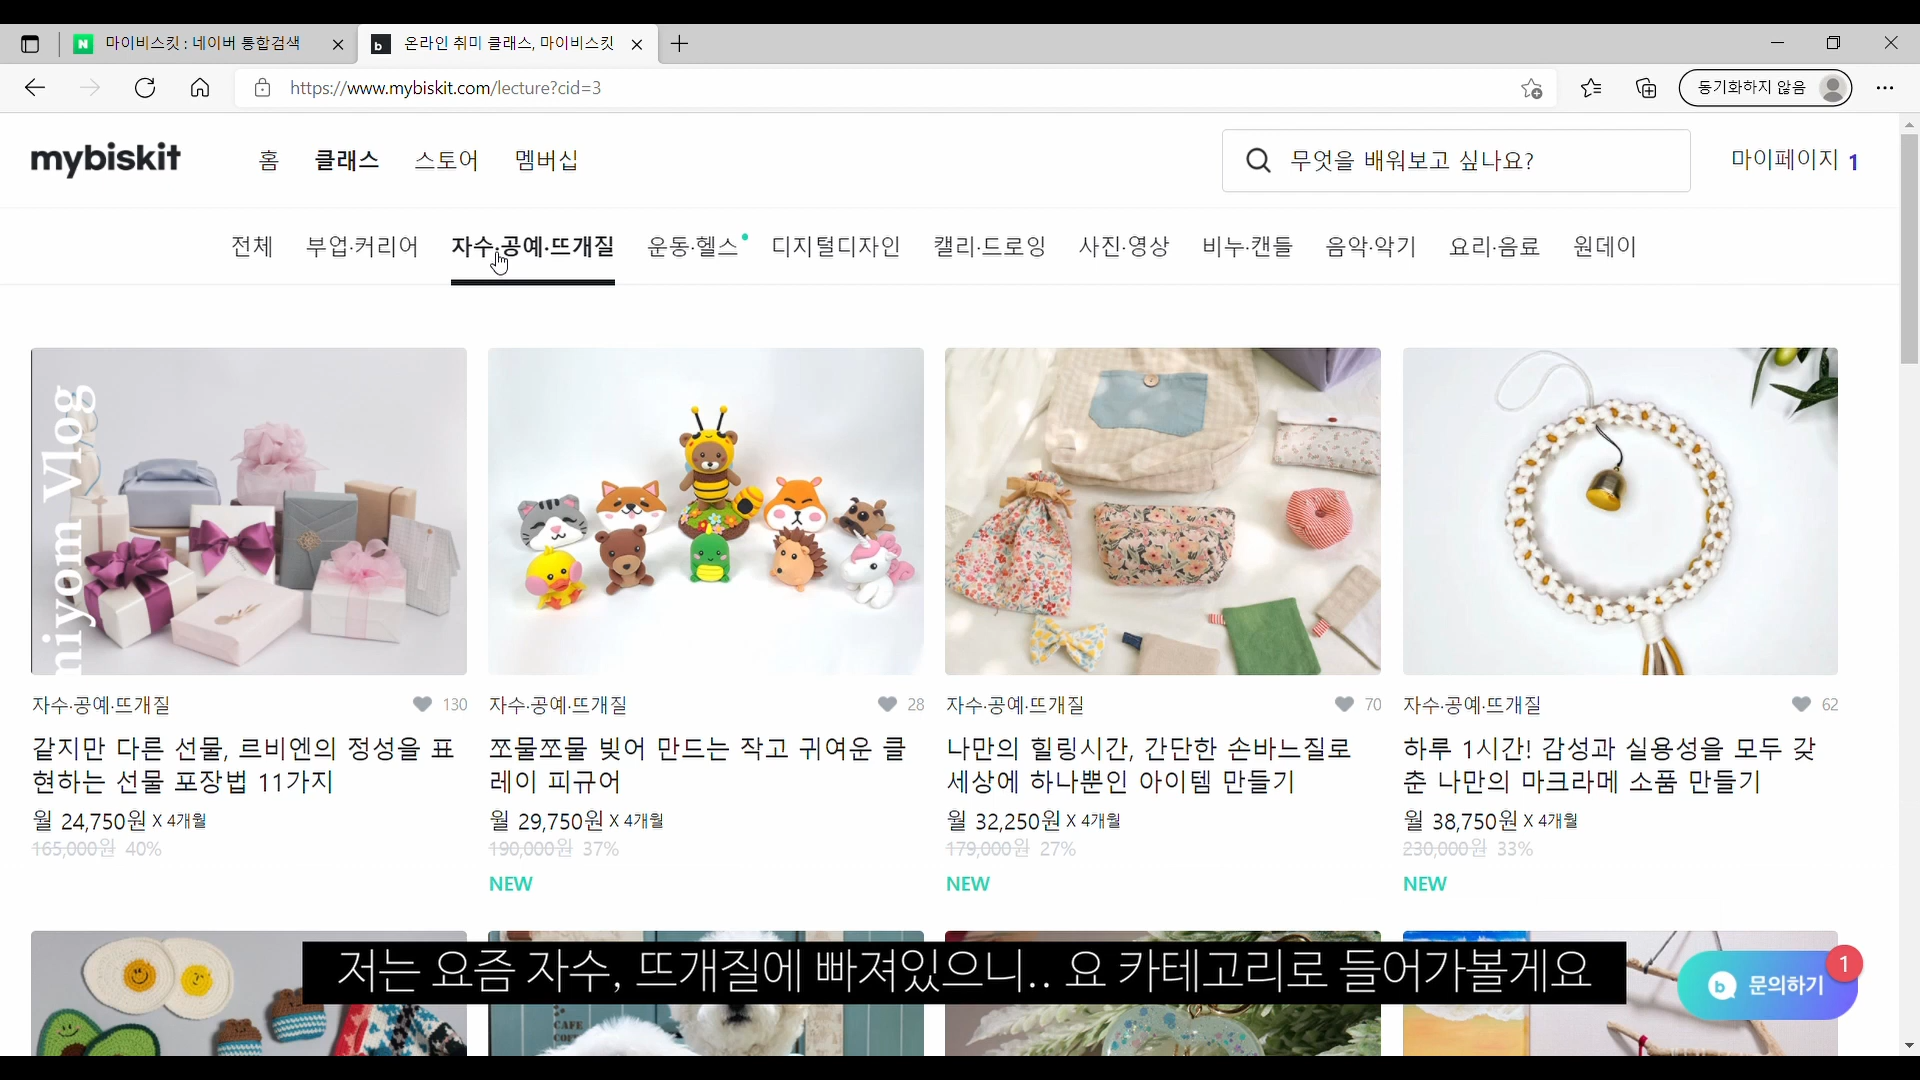 마이비스킷 : 네이버 통합검색
온라인 취미 클래스, 마이비스킷
https://www.mybiskit.com/lecture?cid=3
동기화하지 않음
mybiskit
홈 클래스 스토어 멤버십
무엇을 배워보고 싶나요?
마이페이지 1
전체 부업·커리어 자수·공예·뜨개질 운동·헬스 디지털디자인 캘리·드로잉 사진·영상 비누·캔들 음악·악기 요리·음료 원데이
niyom Vlog
자수·공예·뜨개질 130
같지만 다른 선물, 르비엔의 정성을 표
현하는 선물 포장법 11가지
월 24,750원 X 4개월
165,000원 40%
자수·공예·뜨개질 28
쪼물쪼물 빚어 만드는 작고 귀여운 클
레이 피규어
월 29,750원 X 4개월
190,000원 37%
NEW
자수·공예·뜨개질 70
나만의 힐링시간, 간단한 손바느질로
세상에 하나뿐인 아이템 만들기
월 32,250원 X 4개월
179,000원 27%
NEW
자수·공예·뜨개질 62
하루 1시간! 감성과 실용성을 모두 갖
춘 나만의 마크라메 소품 만들기
월 38,750원 X 4개월
230,000원 33%
NEW
저는 요즘 자수, 뜨개질에 빠져있으니.. 요 카테고리로 들어가볼게요
b 문의하기 1
CAFE